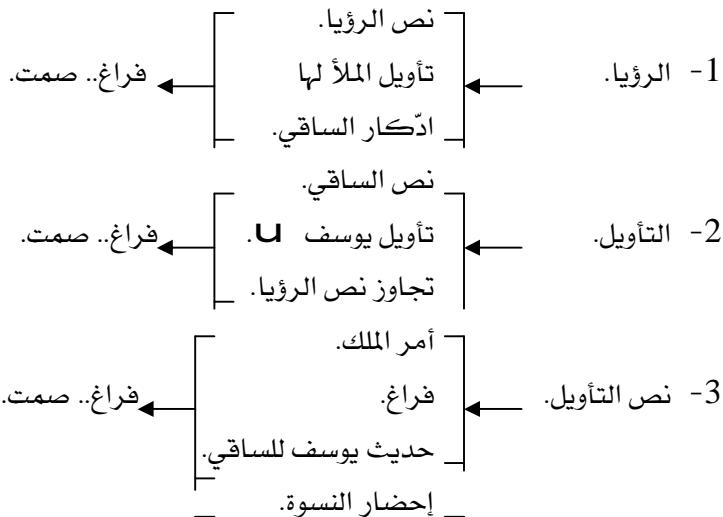 نص الرؤيا.
1- الرؤيا. تأويل الملأ لها فراغ.. صمت.
ادّكار الساقي.
نص الساقي.
2- التأويل. تأويل يوسف u. فراغ.. صمت.
تجاوز نص الرؤيا.
أمر الملك.
3- نص التأويل. فراغ. فراغ.. صمت.
حديث يوسف للساقي.
إحضار النسوة.